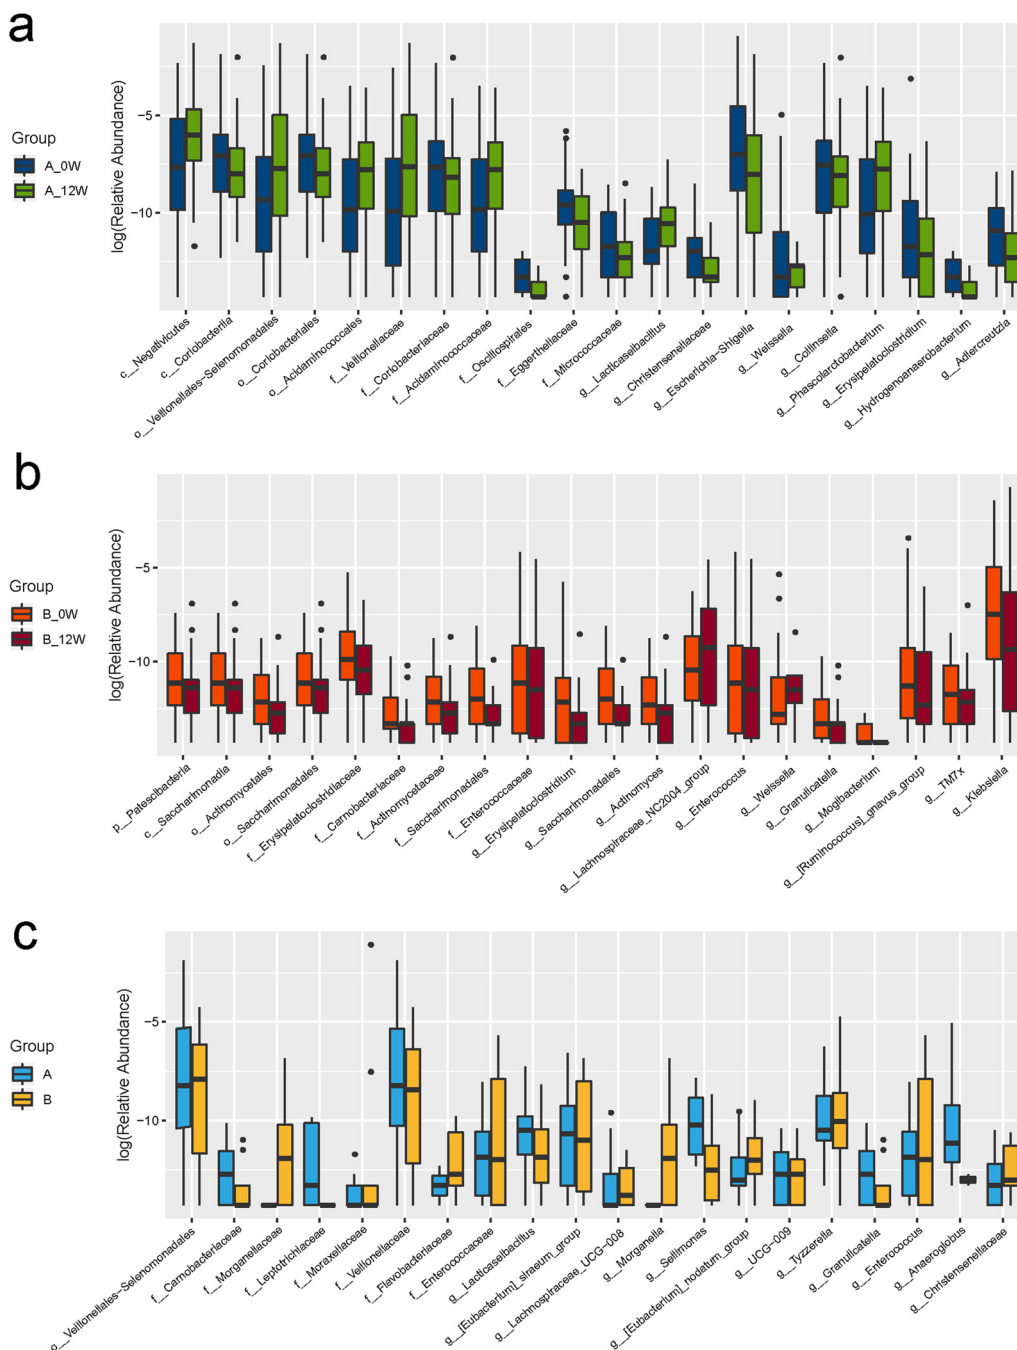 a
Group
A_0W
A_12W
log(Relative Abundance)
−5
−10
c__Negativicutes
c__Coriobacteriia
o__Veillonellales−Selenomonadales
o__Coriobacteriales
o__Acidaminococcales
f__Veillonellaceae
f__Coriobacteriaceae
f__Acidaminococcaceae
f__Oscillospirales
f__Eggerthellaceae
f__Micrococcaceae
g__Lacticaseibacillus
g__Christensenellaceae
g__Escherichia−Shigella
g__Weissella
g__Collinsella
g__Phascolarctobacterium
g__Erysipelatoclostridium
g__Hydrogenoanaerobacterium
g__Adlercreutzia
b
Group
B_0W
B_12W
log(Relative Abundance)
−5
−10
p__Patescibacteria
c__Saccharimonadia
o__Actinomycetales
o__Saccharimonadales
f__Erysipelatoclostridiaceae
f__Carnobacteriaceae
f__Actinomycetaceae
f__Saccharimonadales
f__Enterococcaceae
g__Erysipelatoclostridium
g__Saccharimonadales
g__Actinomyces
g__Lachnospiraceae_NC2004_group
g__Enterococcus
g__Weissella
g__Granulicatella
g__Mogibacterium
g__[Ruminococcus]_gnavus_group
g__TM7x
g__Klebsiella
c
Group
A
B
log(Relative Abundance)
−5
−10
o__Veillonellales−Selenomonadales
f__Carnobacteriaceae
f__Morganellaceae
f__Leptotrichiaceae
f__Moraxellaceae
f__Veillonellaceae
f__Flavobacteriaceae
f__Enterococcaceae
g__Lacticaseibacillus
g__[Eubacterium]_siraeum_group
g__Lachnospiraceae_UCG−008
g__Morganella
g__Sellimonas
g__[Eubacterium]_nodatum_group
g__UCG−009
g__Tyzzerella
g__Granulicatella
g__Enterococcus
g__Anaeroglobus
g__Christensenellaceae